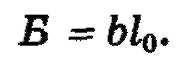 Б = bl₀.